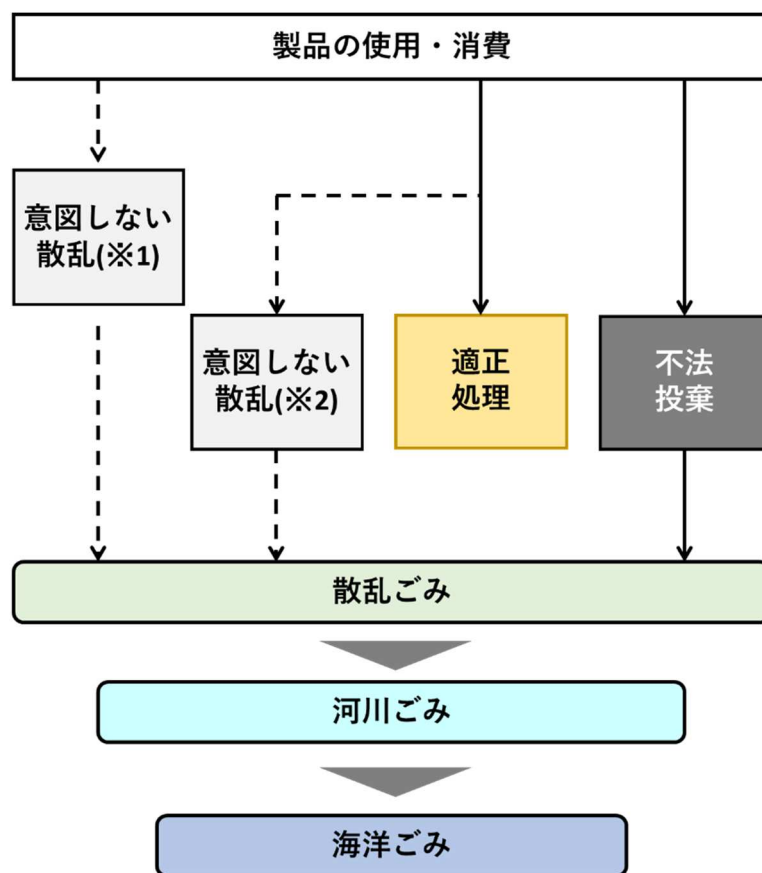 製品の使用・消費
意図しない
散乱(※1)
意図しない
散乱(※2)
適正
処理
不法
投棄
散乱ごみ
河川ごみ
海洋ごみ